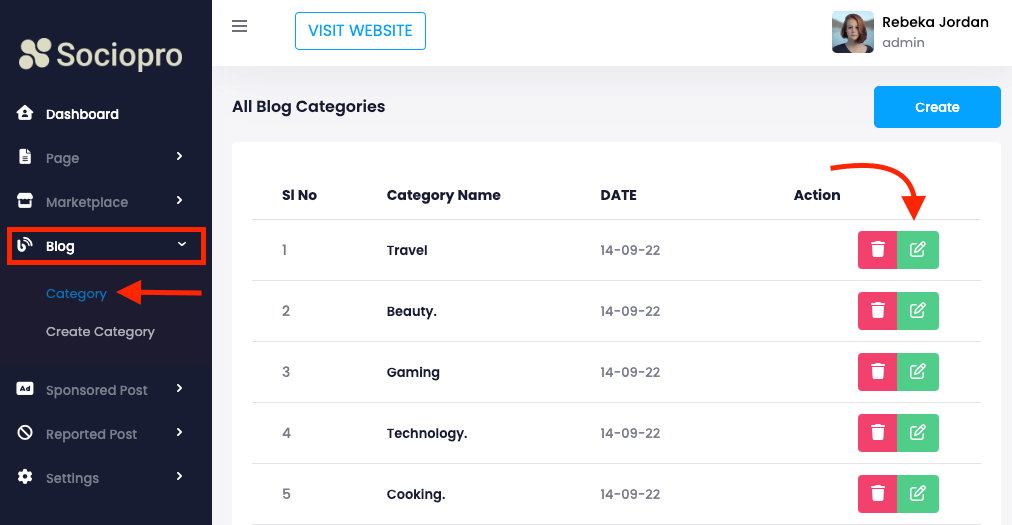 Sociopro
VISIT WEBSITE
Rebeka Jordan
admin
Dashboard
Page
Marketplace
Blog
Category
Create Category
Ad Sponsored Post
Reported Post
Settings
All Blog Categories
Create
Sl No Category Name DATE Action
1 Travel 14-09-22
2 Beauty. 14-09-22
3 Gaming 14-09-22
4 Technology. 14-09-22
5 Cooking. 14-09-22